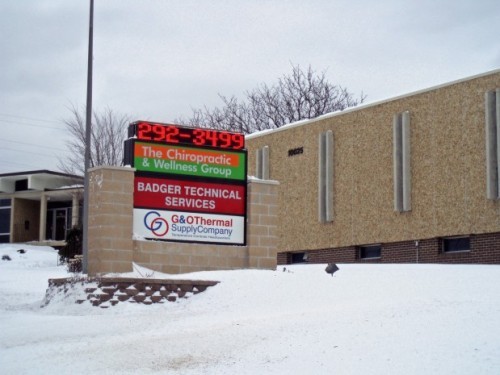 292-3499
The Chiropractic
& Wellness Group
BADGER TECHNICAL
SERVICES
G&OThermal
SupplyCompany